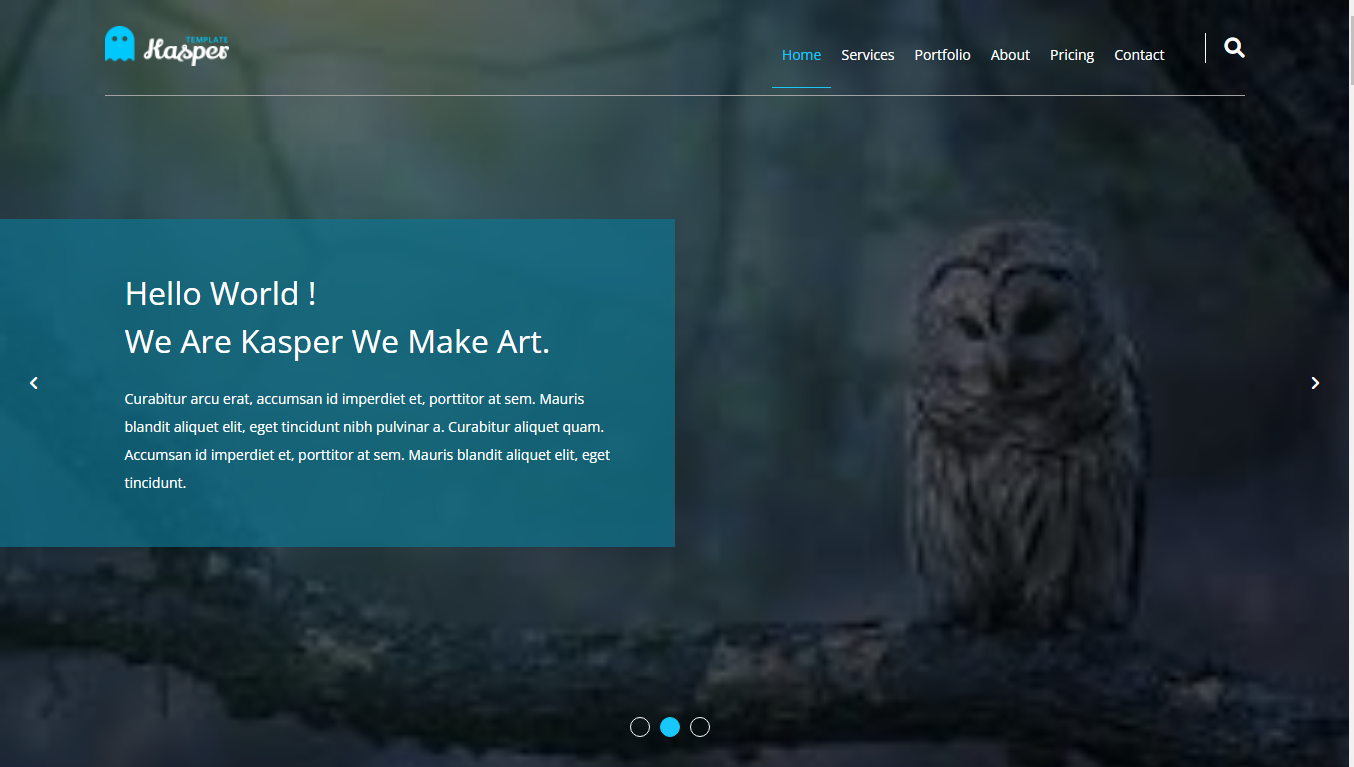 TEMPLATE
Kasper
Home Services Portfolio About Pricing Contact
Hello World !
We Are Kasper We Make Art.
Curabitur arcu erat, accumsan id imperdiet et, porttitor at sem. Mauris
blandit aliquet elit, eget tincidunt nibh pulvinar a. Curabitur aliquet quam.
Accumsan id imperdiet et, porttitor at sem. Mauris blandit aliquet elit, eget
tincidunt.